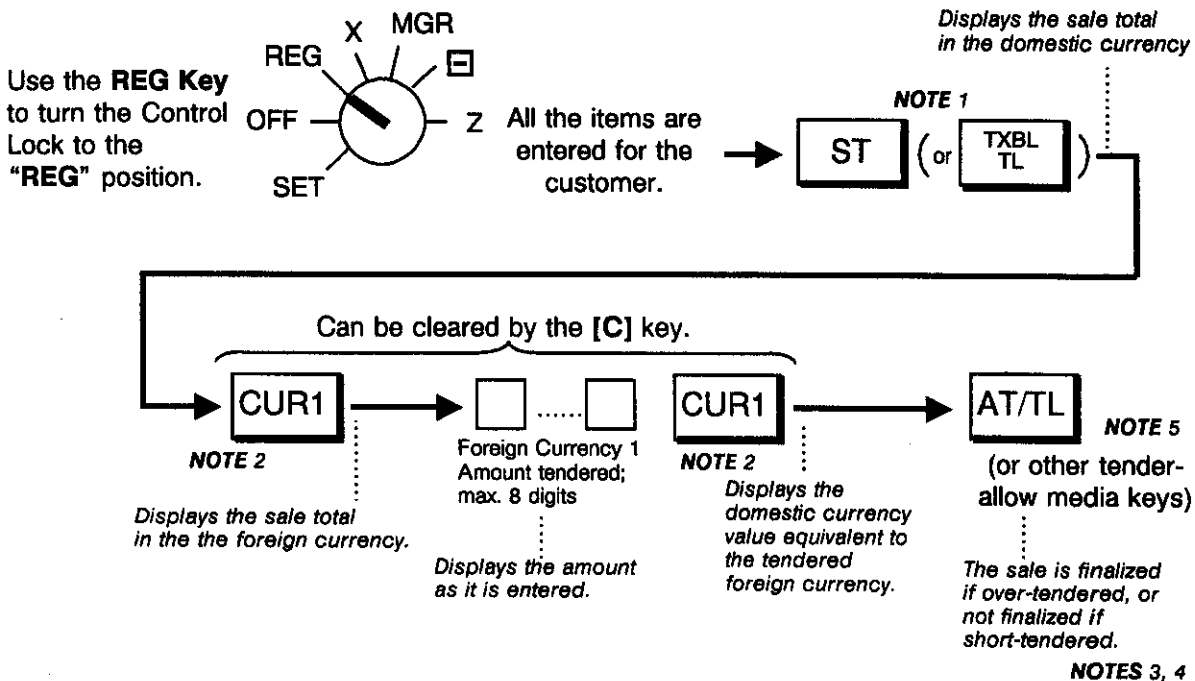 Use the REG Key
to turn the Control
Lock to the
"REG" position.
X
MGR
REG
OFF
Z
SET
All the items are
entered for the
customer.
NOTE 1
ST
(or
TXBL
TL
)
Displays the sale total
in the domestic currency
Can be cleared by the [C] key.
CUR1
NOTE 2
Displays the sale total
in the the foreign currency.
......
Foreign Currency 1
Amount tendered;
max. 8 digits
Displays the amount
as it is entered.
CUR1
NOTE 2
Displays the
domestic currency
value equivalent to
the tendered
foreign currency.
AT/TL
NOTE 5
(or other tender-
allow media keys)
The sale is finalized
if over-tendered, or
not finalized if
short-tendered.
NOTES 3, 4